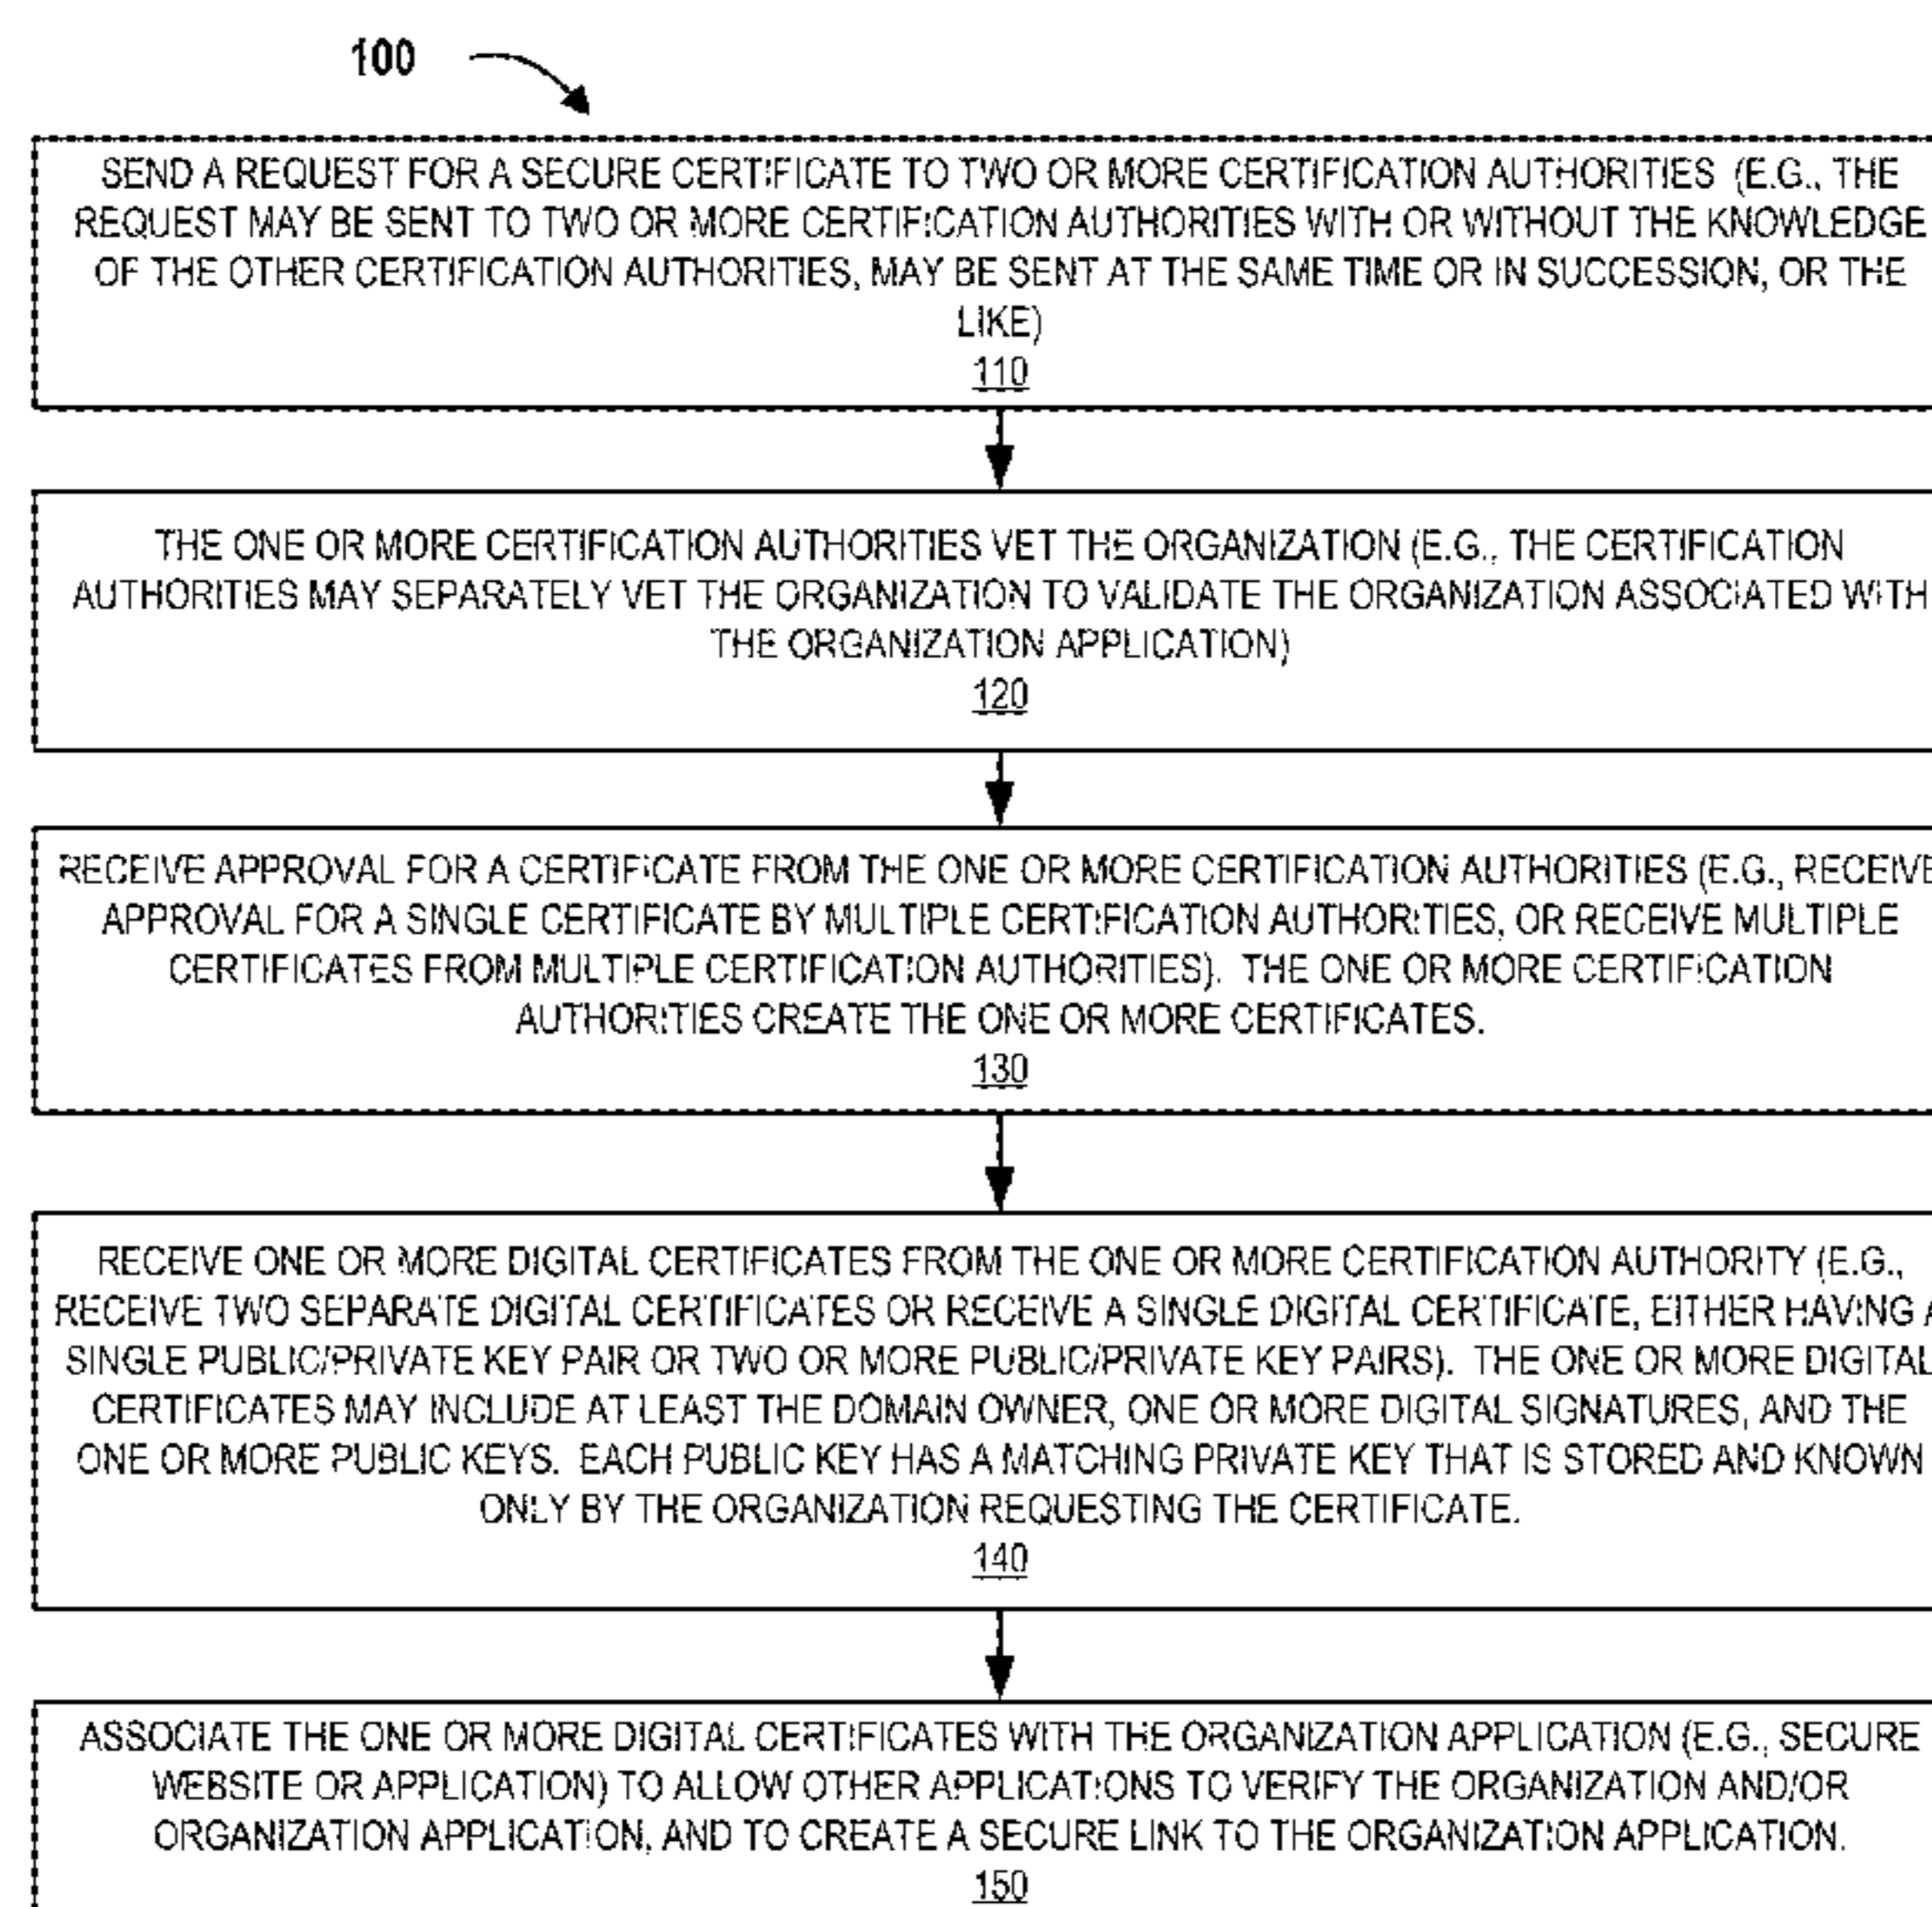 100
SEND A REQUEST FOR A SECURE CERTIFICATE TO TWO OR MORE CERTIFICATION AUTHORITIES (E.G., THE
REQUEST MAY BE SENT TO TWO OR MORE CERTIFICATION AUTHORITIES WITH OR WITHOUT THE KNOWLEDGE
OF THE OTHER CERTIFICATION AUTHORITIES, MAY BE SENT AT THE SAME TIME OR IN SUCCESSION, OR THE
LIKE)
110
THE ONE OR MORE CERTIFICATION AUTHORITIES VET THE ORGANIZATION (E.G., THE CERTIFICATION
AUTHORITIES MAY SEPARATELY VET THE ORGANIZATION TO VALIDATE THE ORGANIZATION ASSOCIATED WITH
THE ORGANIZATION APPLICATION)
120
RECEIVE APPROVAL FOR A CERTIFICATE FROM THE ONE OR MORE CERTIFICATION AUTHORITIES (E.G., RECEIVE
APPROVAL FOR A SINGLE CERTIFICATE BY MULTIPLE CERTIFICATION AUTHORITIES, OR RECEIVE MULTIPLE
CERTIFICATES FROM MULTIPLE CERTIFICATION AUTHORITIES). THE ONE OR MORE CERTIFICATION
AUTHORITIES CREATE THE ONE OR MORE CERTIFICATES.
130
RECEIVE ONE OR MORE DIGITAL CERTIFICATES FROM THE ONE OR MORE CERTIFICATION AUTHORITY (E.G.,
RECEIVE TWO SEPARATE DIGITAL CERTIFICATES OR RECEIVE A SINGLE DIGITAL CERTIFICATE, EITHER HAVING A
SINGLE PUBLIC/PRIVATE KEY PAIR OR TWO OR MORE PUBLIC/PRIVATE KEY PAIRS). THE ONE OR MORE DIGITAL
CERTIFICATES MAY INCLUDE AT LEAST THE DOMAIN OWNER, ONE OR MORE DIGITAL SIGNATURES, AND THE
ONE OR MORE PUBLIC KEYS. EACH PUBLIC KEY HAS A MATCHING PRIVATE KEY THAT IS STORED AND KNOWN
ONLY BY THE ORGANIZATION REQUESTING THE CERTIFICATE.
140
ASSOCIATE THE ONE OR MORE DIGITAL CERTIFICATES WITH THE ORGANIZATION APPLICATION (E.G., SECURE
WEBSITE OR APPLICATION) TO ALLOW OTHER APPLICATIONS TO VERIFY THE ORGANIZATION AND/OR
ORGANIZATION APPLICATION, AND TO CREATE A SECURE LINK TO THE ORGANIZATION APPLICATION.
150